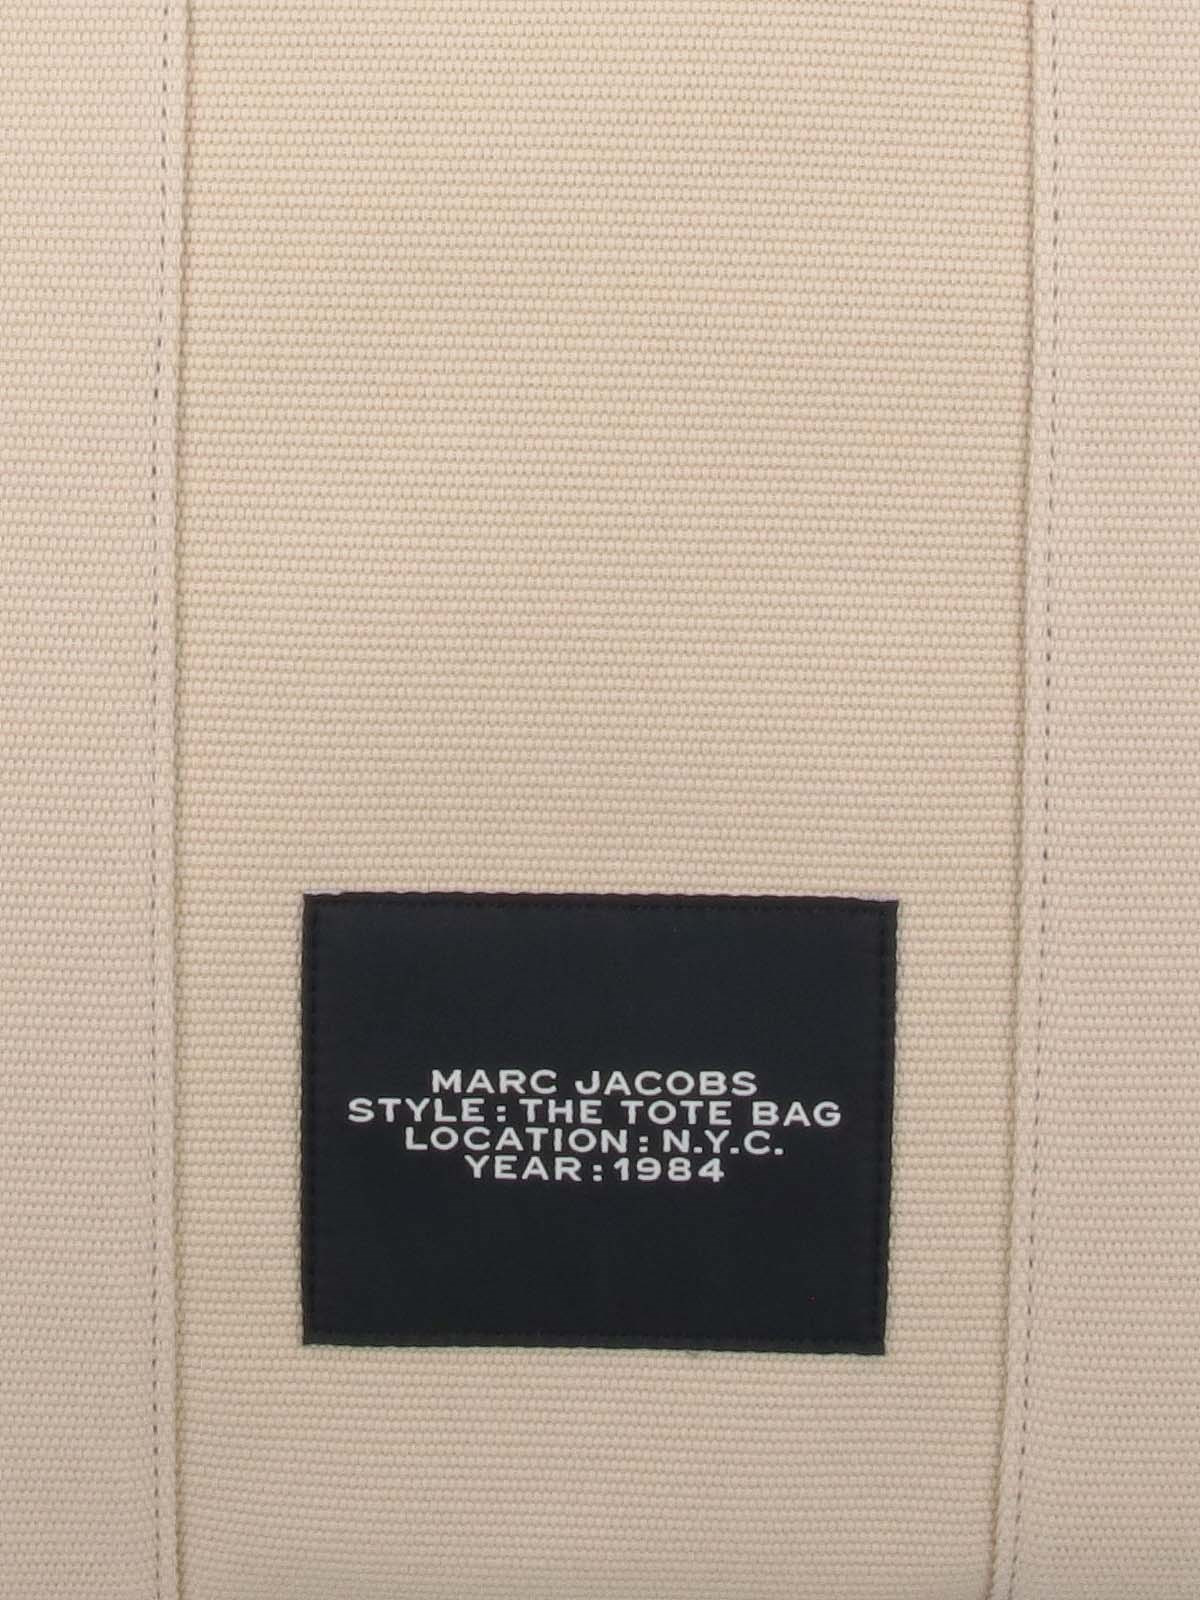 MARC JACOBS
STYLE: THE TOTE BAG
LOCATION: N.Y.C.
YEAR: 1984